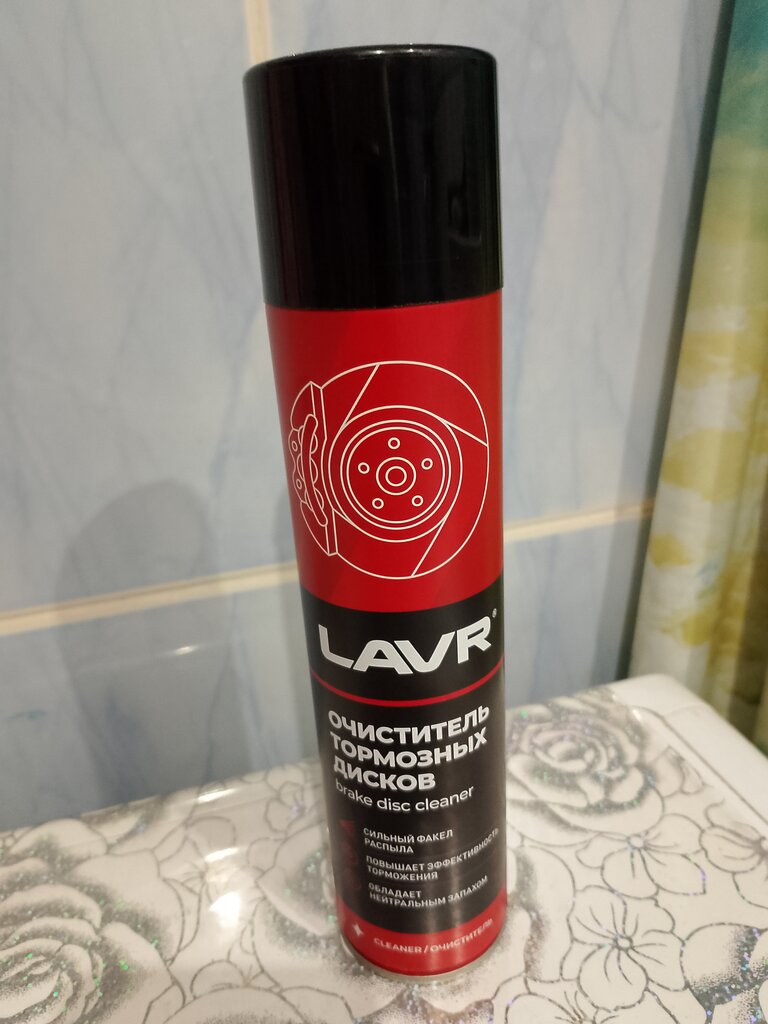 LAVR®
ОЧИСТИТЕЛЬ
ТОРМОЗНЫХ
ДИСКОВ
brake disc cleaner
СИЛЬНЫЙ ФАКЕЛ
РАСПЫЛА
ПОВЫШАЕТ ЭФФЕКТИВНОСТЬ
ТОРМОЖЕНИЯ
ОБЛАДАЕТ
НЕЙТРАЛЬНЫМ ЗАПАХОМ
CLEANER / ОЧИСТИТЕЛЬ